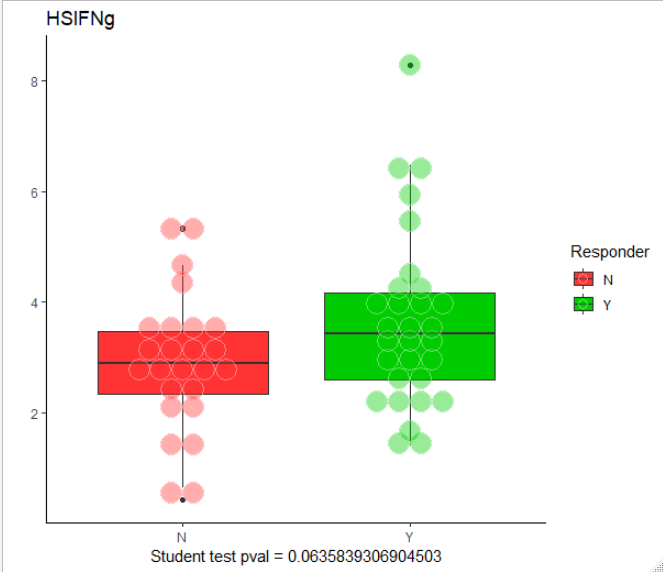 HSIFNg
8
6
4
2
Responder
N
Y
N
Y
Student test pval = 0.0635839306904503